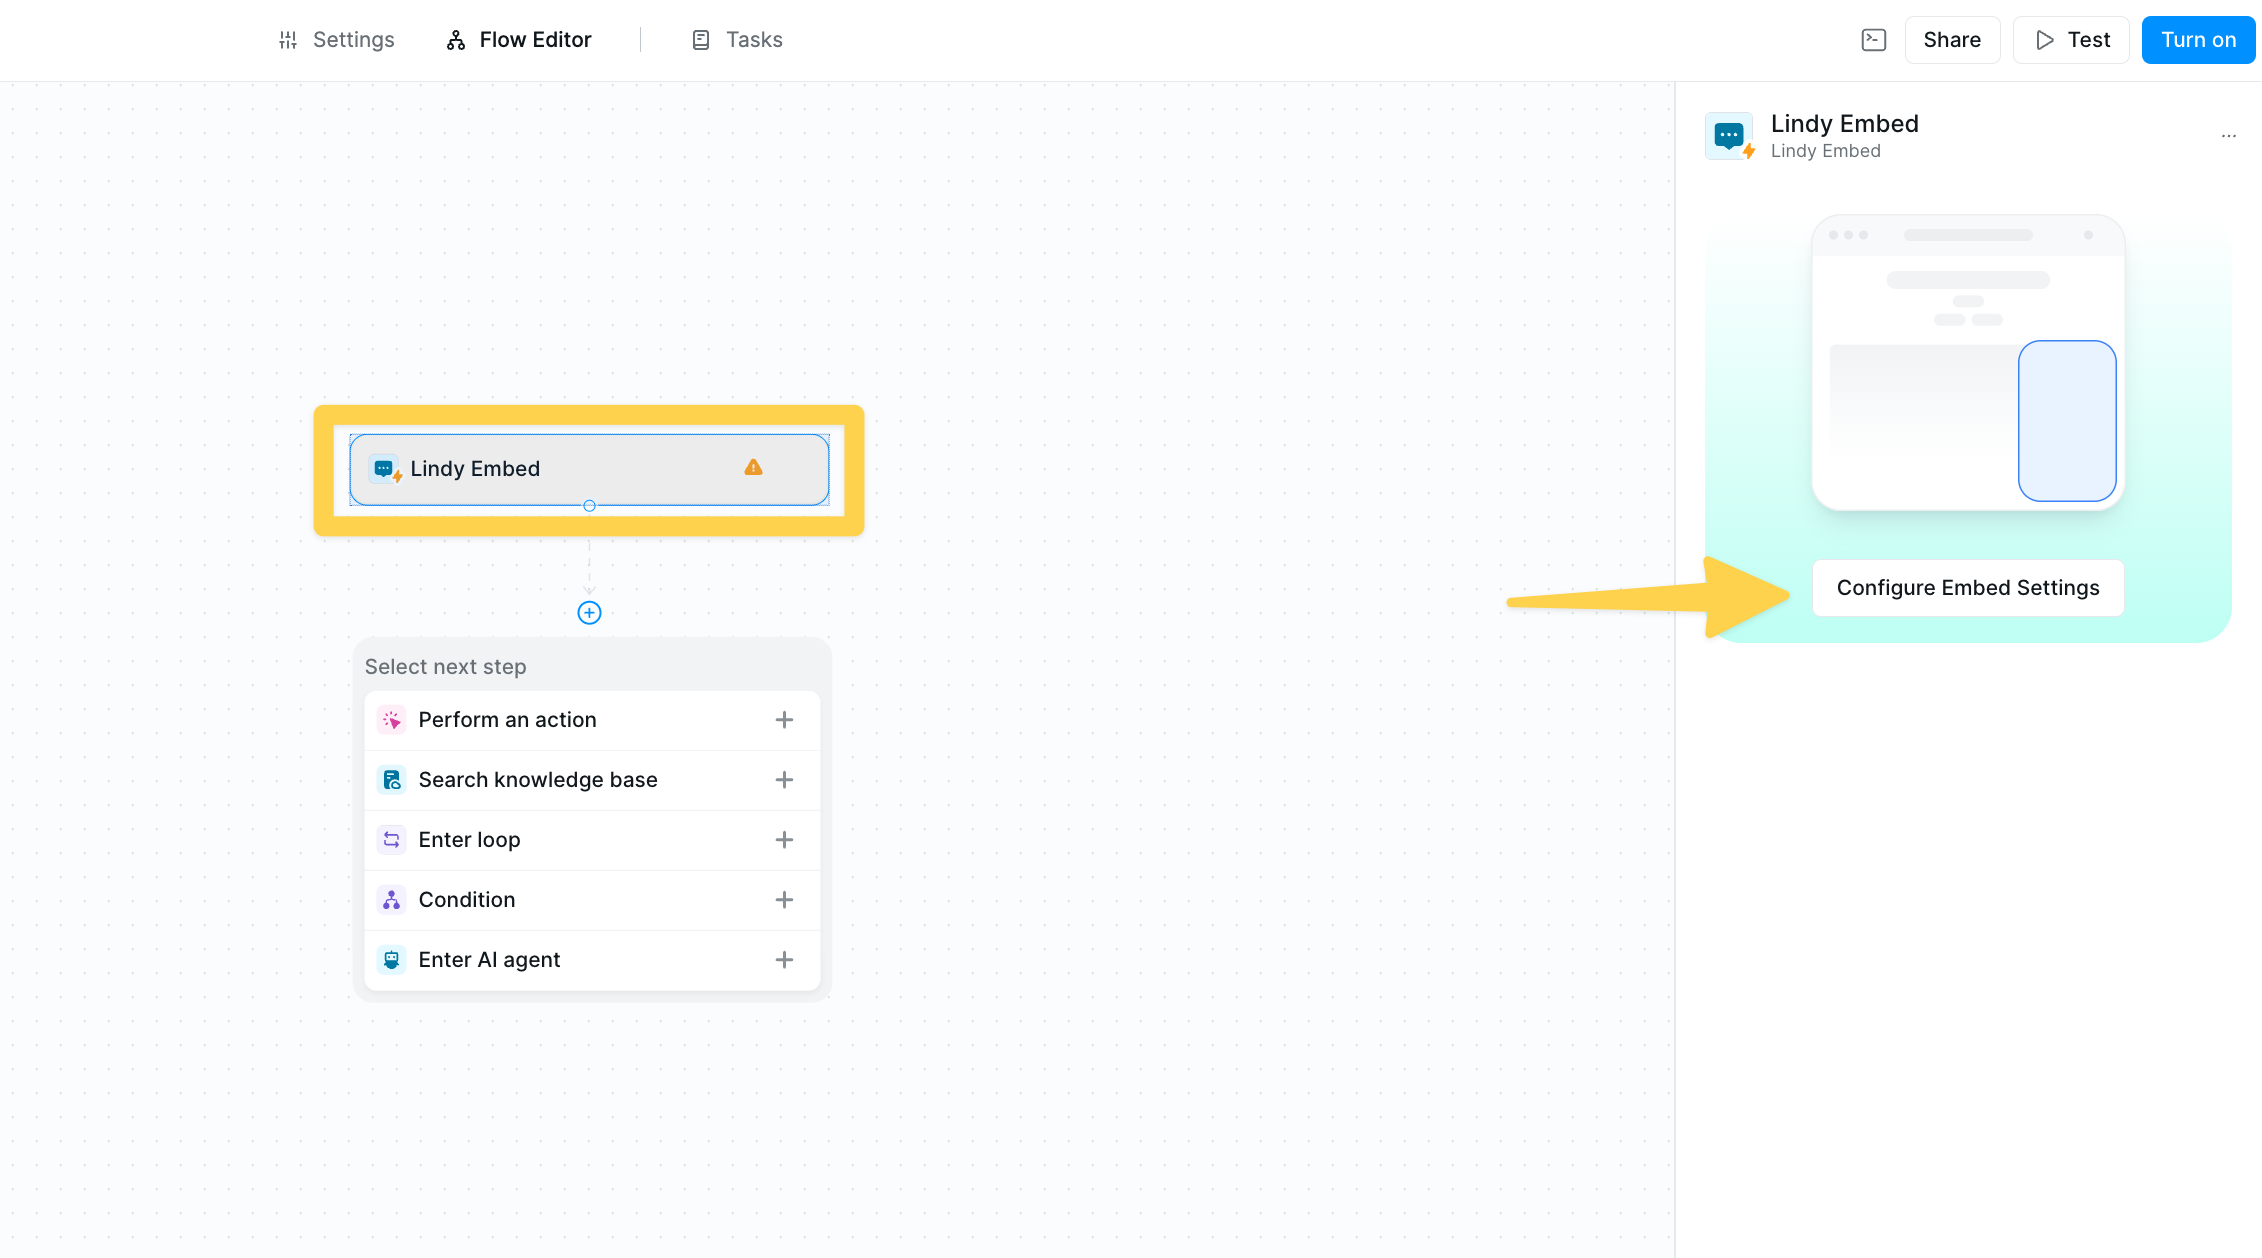 Settings
Flow Editor
Tasks
Share
Test
Turn on
Lindy Embed
Lindy Embed
Configure Embed Settings
Lindy Embed
Select next step
Perform an action
Search knowledge base
Enter loop
Condition
Enter AI agent